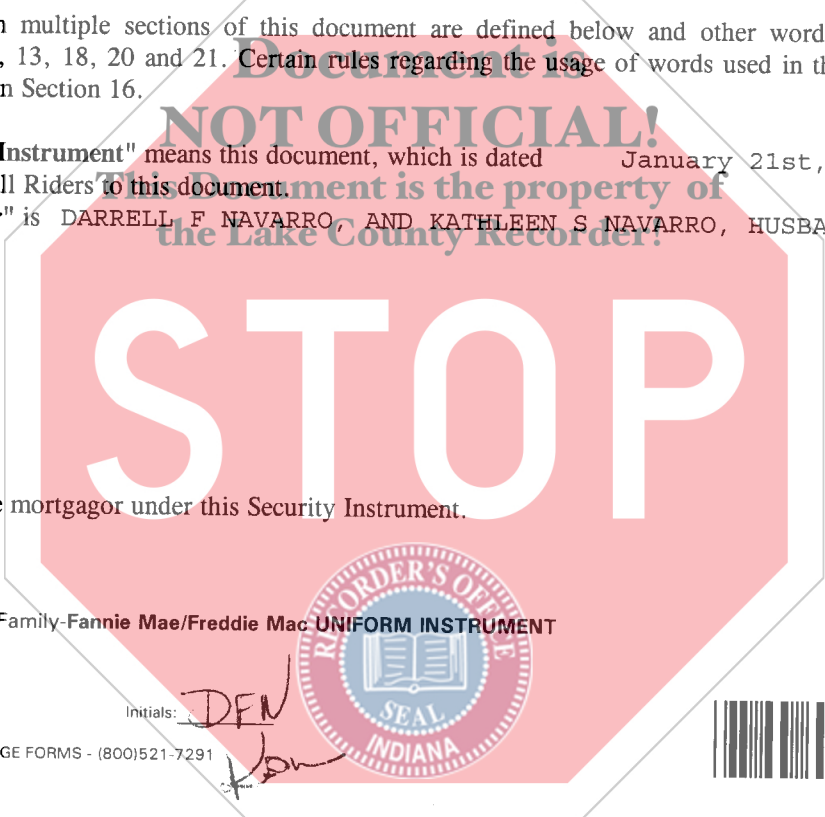 multiple sections of this document are defined below and other word
, 13, 18, 20 and 21. Certain rules regarding the usage of words used in th
n Section 16.
Document is
NOT OFFICIAL!
This Document is the property of
the Lake County Recorder!
Instrument" means this document, which is dated January 21st,
ll Riders to this document.
" is DARRELL F NAVARRO, AND KATHLEEN S NAVARRO, HUSBA
STOP
e mortgagor under this Security Instrument.
Family-Fannie Mae/Freddie Mac UNIFORM INSTRUMENT
RECORDER'S OFFICE
SEAL
INDIANA
Initials: DFN
GE FORMS - (800)521-7291